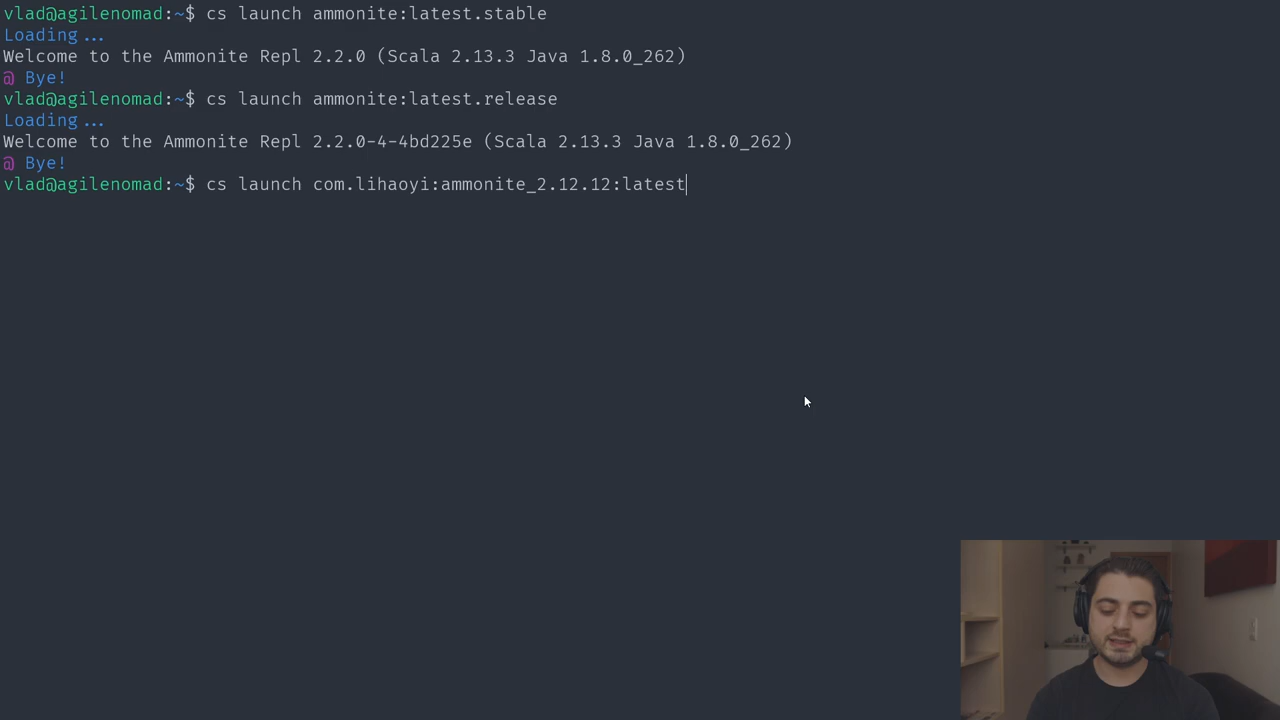 vlad@agilenomad:~$ cs launch ammonite:latest.stable
Loading...
Welcome to the Ammonite Repl 2.2.0 (Scala 2.13.3 Java 1.8.0_262)
@ Bye!
vlad@agilenomad:~$ cs launch ammonite:latest.release
Loading...
Welcome to the Ammonite Repl 2.2.0-4-4bd225e (Scala 2.13.3 Java 1.8.0_262)
@ Bye!
vlad@agilenomad:~$ cs launch com.lihaoyi:ammonite_2.12.12:latest